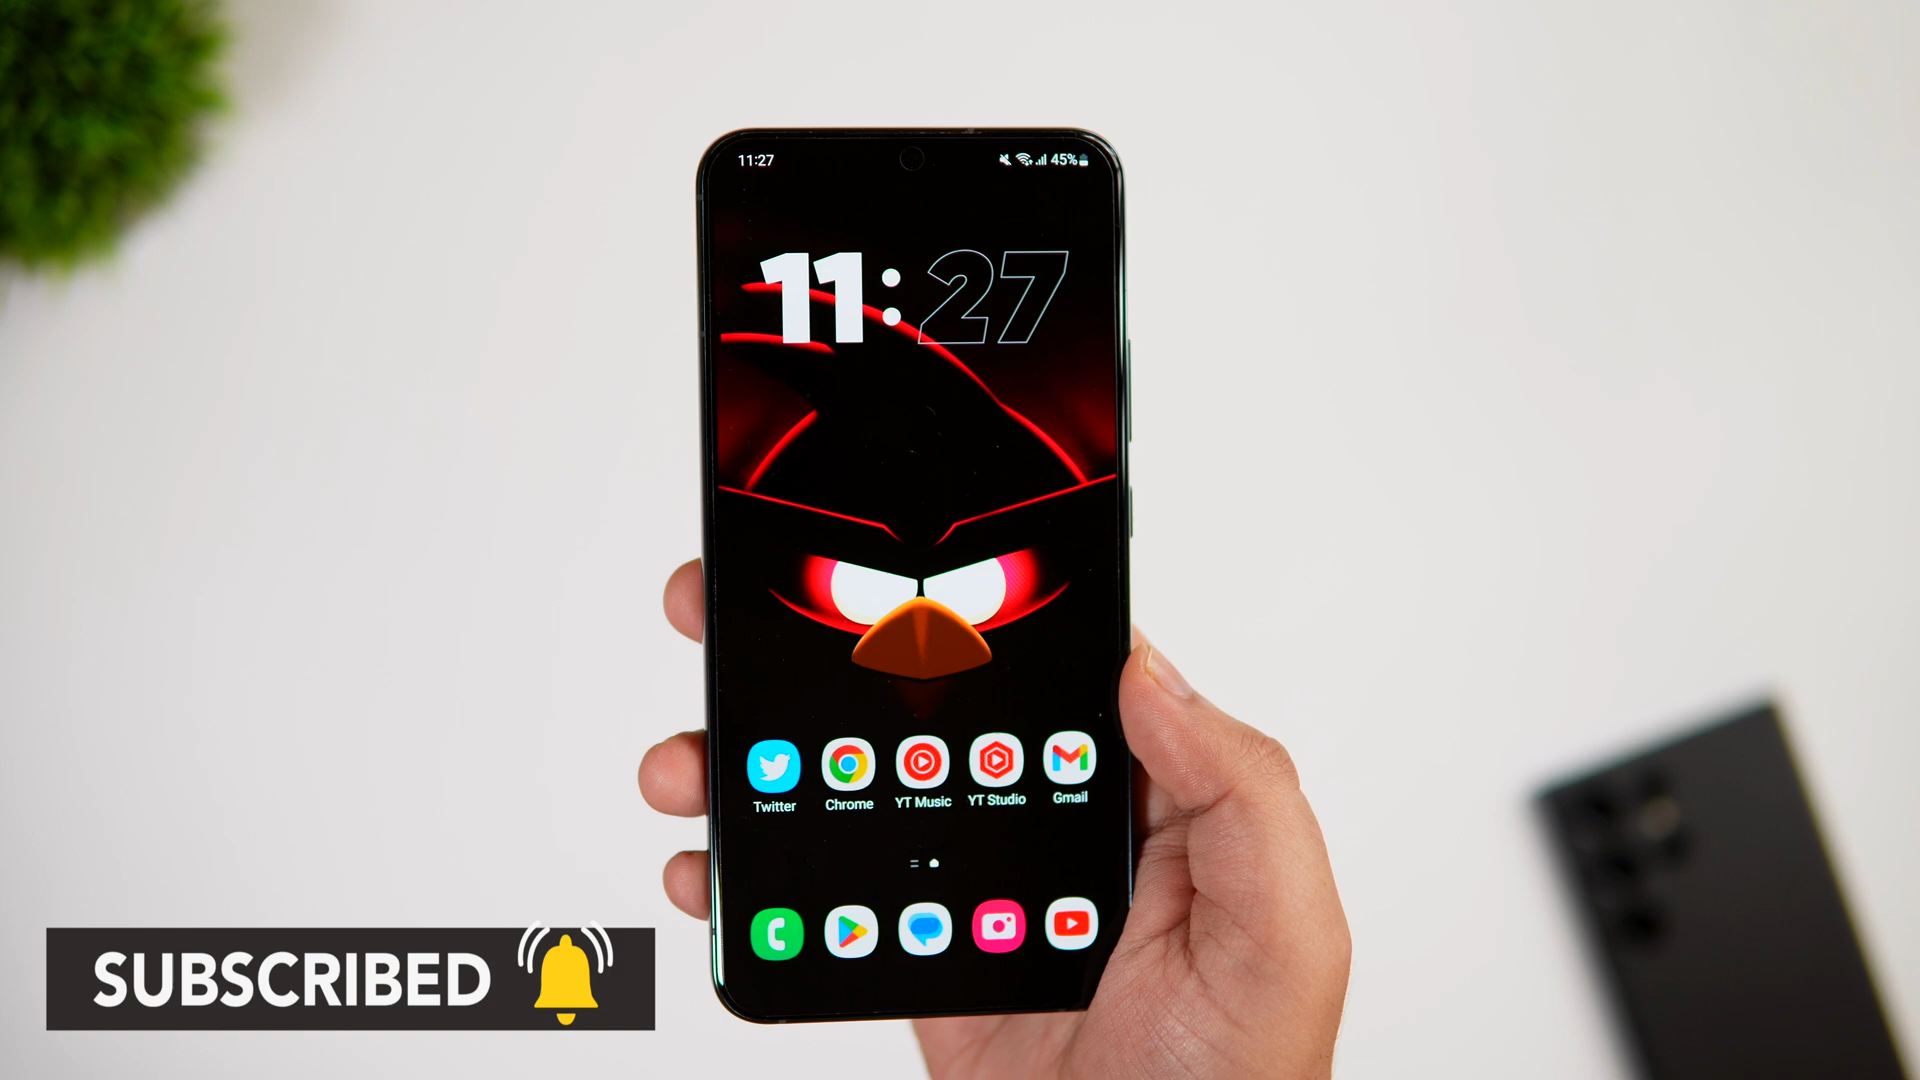 11:27
45%
11:27
Twitter
Chrome
YT Music
YT Studio
Gmail
SUBSCRIBED